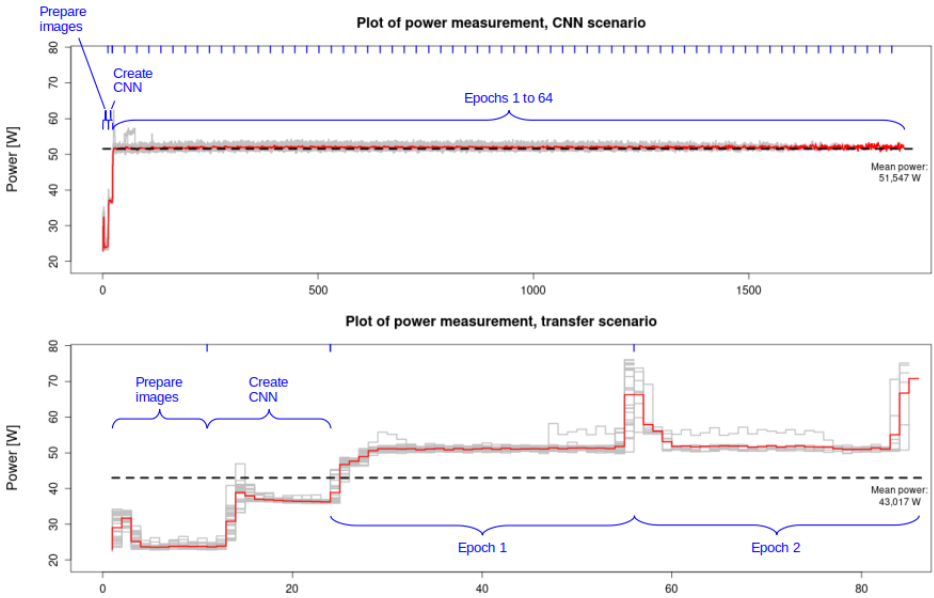 Prepare
images
Plot of power measurement, CNN scenario
Create
CNN
Epochs 1 to 64
Power [W]
80
70
60
50
40
30
20
Mean power:
51,547 W
0
500
1000
1500
Plot of power measurement, transfer scenario
Prepare
images
Create
CNN
Power [W]
80
70
60
50
40
30
20
Mean power:
43,017 W
Epoch 1
Epoch 2
0
20
40
60
80